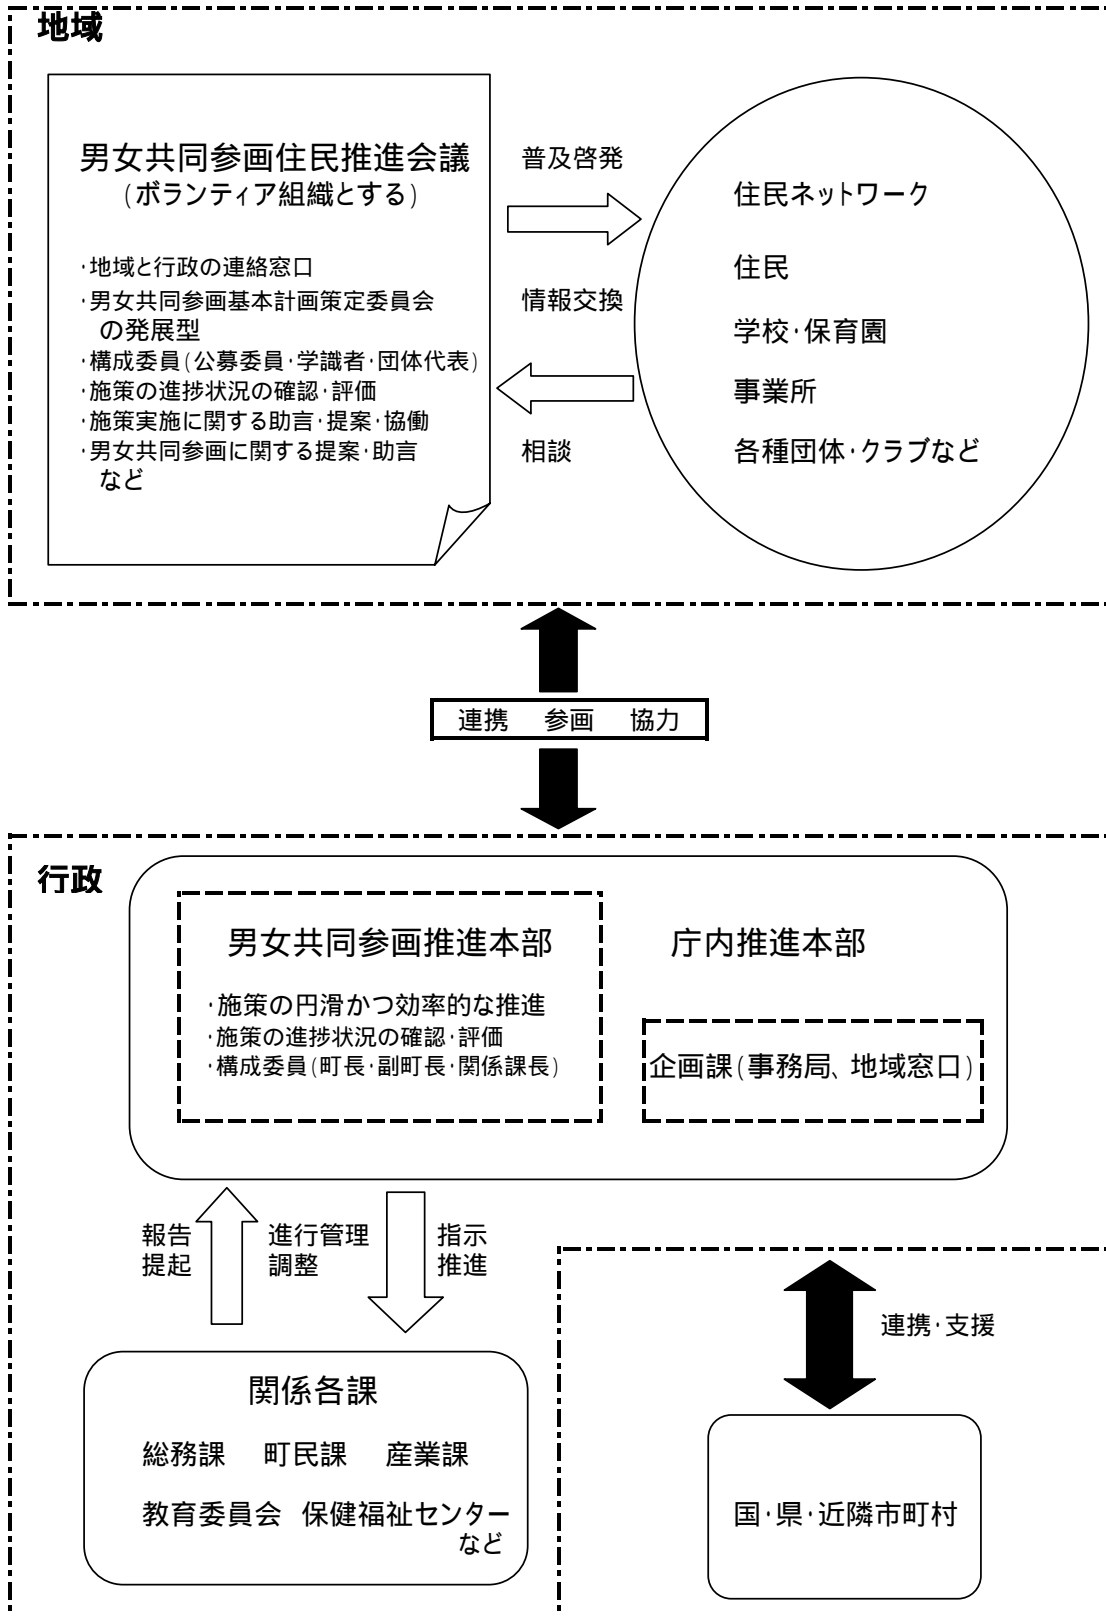 地域
男女共同参画住民推進会議
(ボランティア組織とする)
・地域と行政の連絡窓口
・男女共同参画基本計画策定委員会
の発展型
・構成委員(公募委員・学識者・団体代表)
・施策の進捗状況の確認・評価
・施策実施に関する助言・提案・協働
・男女共同参画に関する提案・助言
など
普及啓発
情報交換
相談
住民ネットワーク
住民
学校・保育園
事業所
各種団体・クラブなど
連携 参画 協力
行政
男女共同参画推進本部
・施策の円滑かつ効率的な推進
・施策の進捗状況の確認・評価
・構成委員(町長・副町長・関係課長)
庁内推進本部
企画課(事務局、地域窓口)
報告
提起
進行管理
調整
指示
推進
関係各課
総務課 町民課 産業課
教育委員会 保健福祉センター
など
連携・支援
国・県・近隣市町村